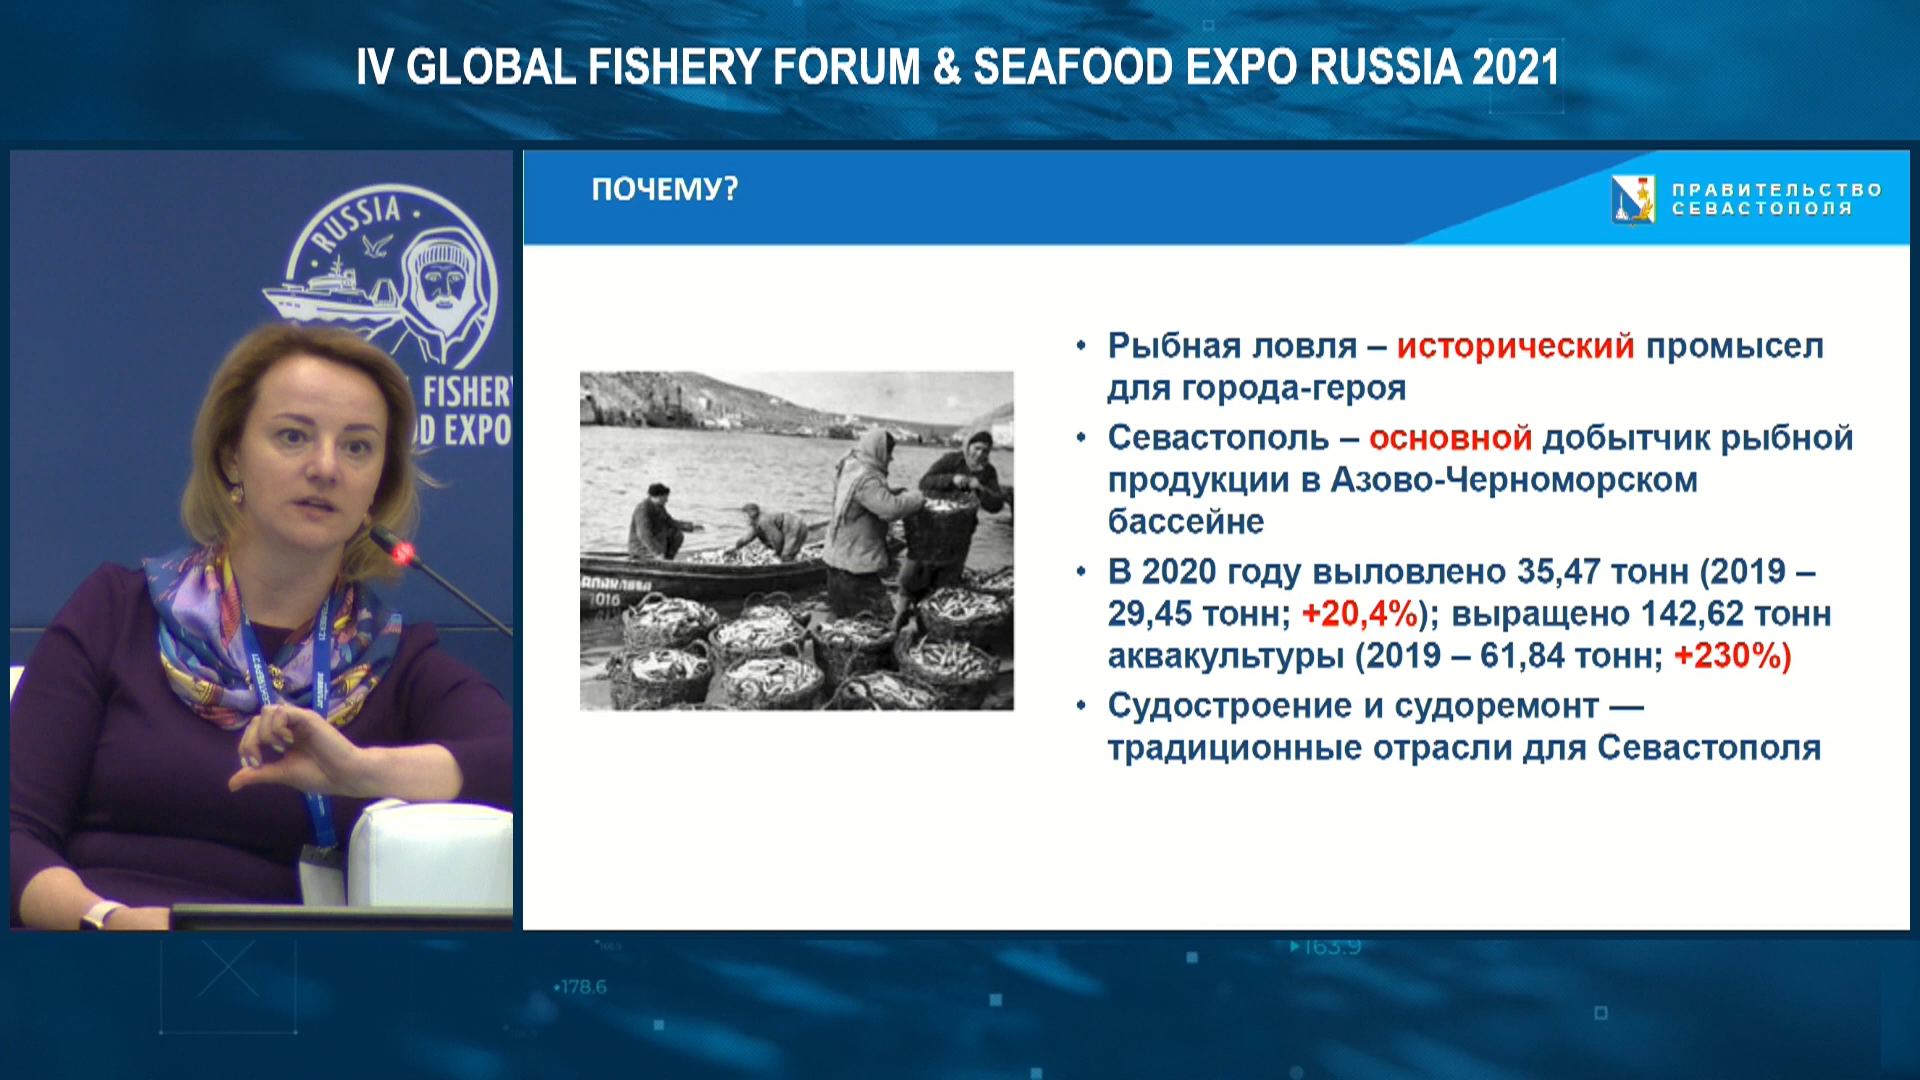 IV GLOBAL FISHERY FORUM & SEAFOOD EXPO RUSSIA 2021
• RUSSIA •
FISHERY
D EXPO
ПОЧЕМУ?
ПРАВИТЕЛЬСТВО
СЕВАСТОПОЛЯ
• Рыбная ловля – исторический промысел
для города-героя
• Севастополь – основной добытчик рыбной
продукции в Азово-Черноморском
бассейне
• В 2020 году выловлено 35,47 тонн (2019 –
29,45 тонн; +20,4%); выращено 142,62 тонн
аквакультуры (2019 – 61,84 тонн; +230%)
• Судостроение и судоремонт —
традиционные отрасли для Севастополя
1016
163.9
178.6